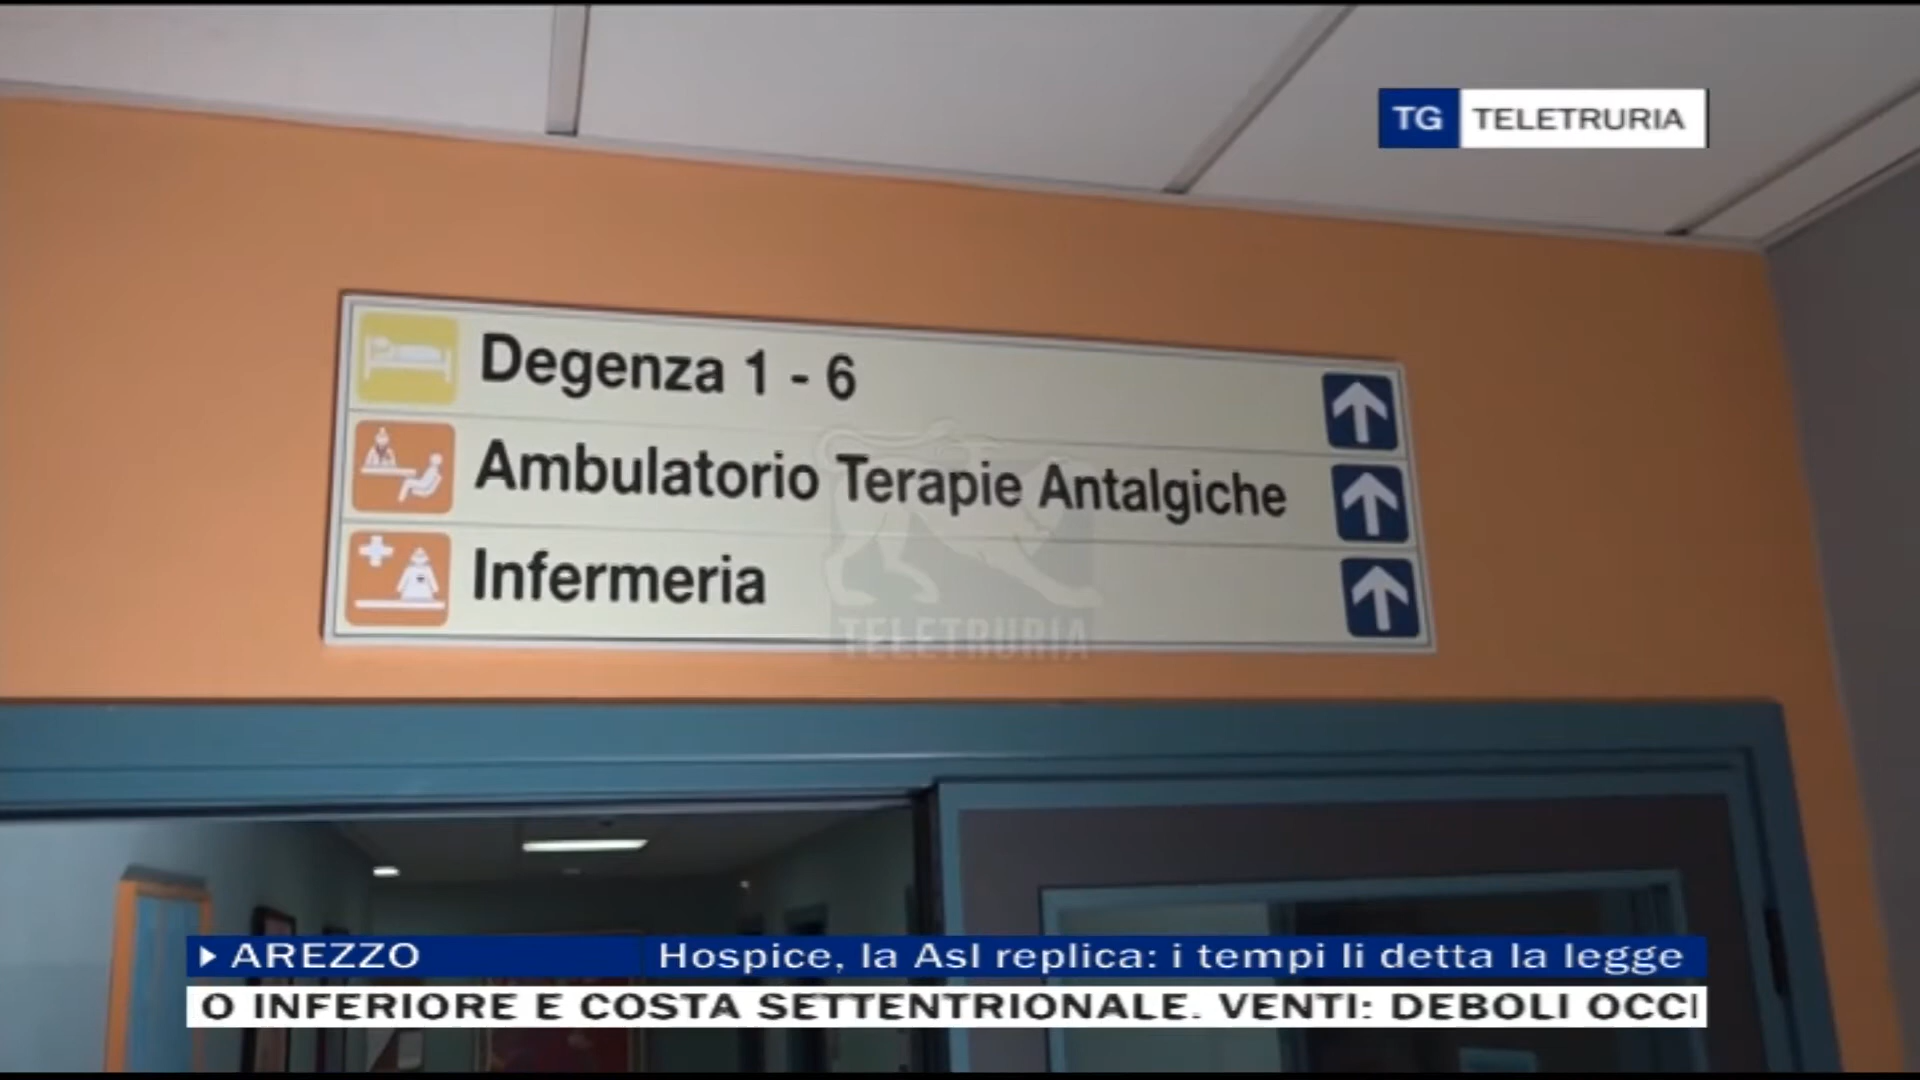 TG TELETRURIA
Degenza 1 - 6
Ambulatorio Terapie Antalgiche
Infermeria
TELETRURIA
AREZZO Hospice, la Asl replica: i tempi li detta la legge
O INFERIORE E COSTA SETTENTRIONALE. VENTI: DEBOLI OCCI